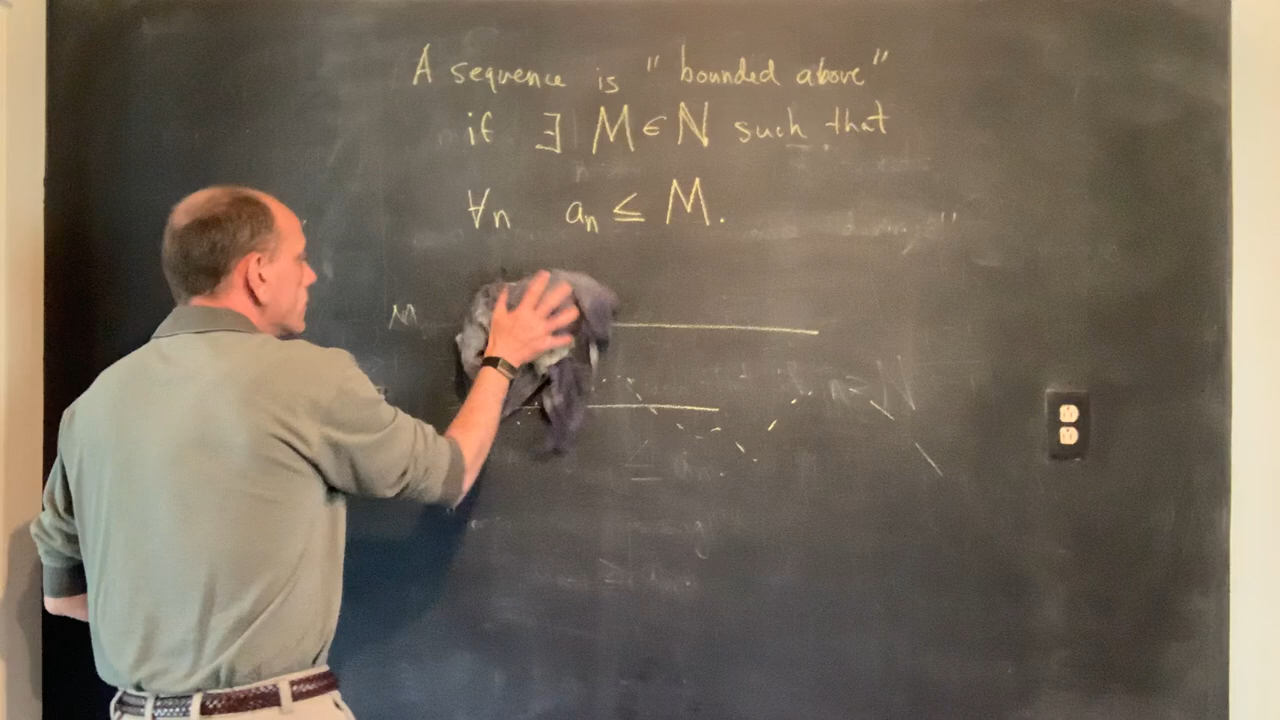 A sequence is "bounded above"
if ∃ M ∈ ℕ such that
∀n aₙ ≤ M.
M
n ≥ N